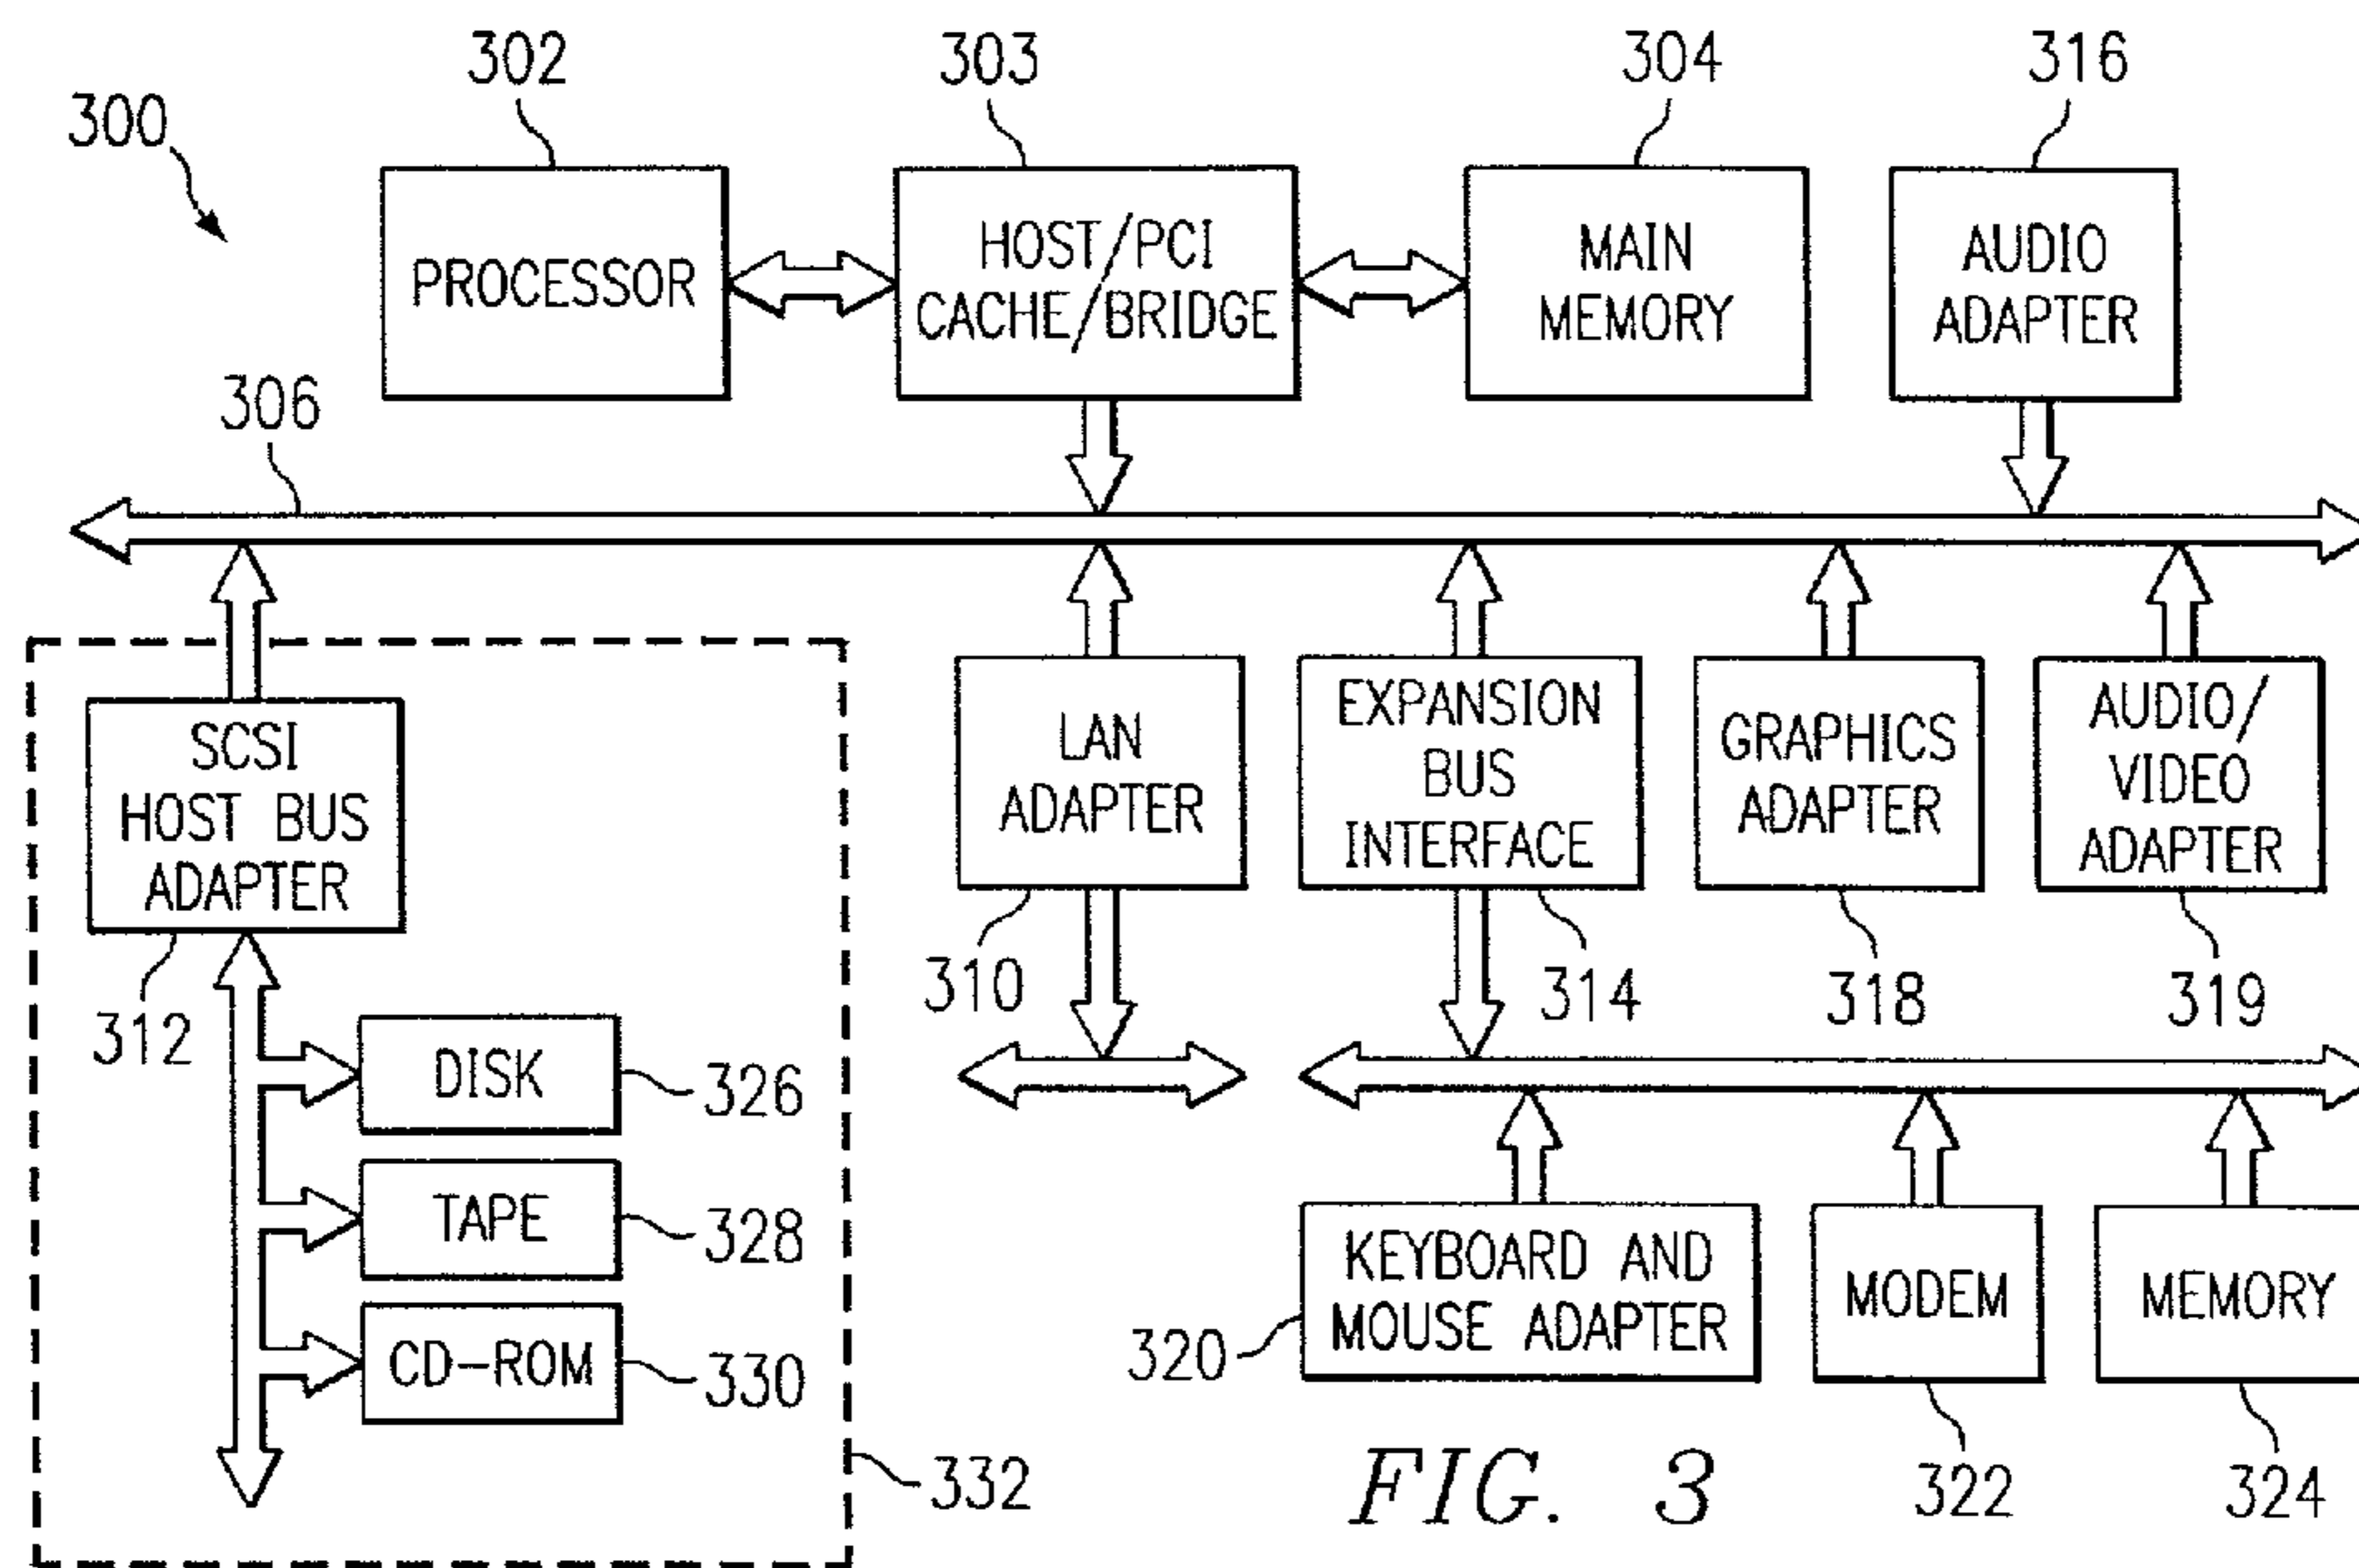 302
303
304
316
300
PROCESSOR
HOST/PCI
CACHE/BRIDGE
MAIN
MEMORY
AUDIO
ADAPTER
306
SCSI
HOST BUS
ADAPTER
LAN
ADAPTER
EXPANSION
BUS
INTERFACE
GRAPHICS
ADAPTER
AUDIO/
VIDEO
ADAPTER
312
310
314
318
319
DISK
326
TAPE
328
CD-ROM
330
332
KEYBOARD AND
MOUSE ADAPTER
MODEM
MEMORY
320
322
324
FIG. 3